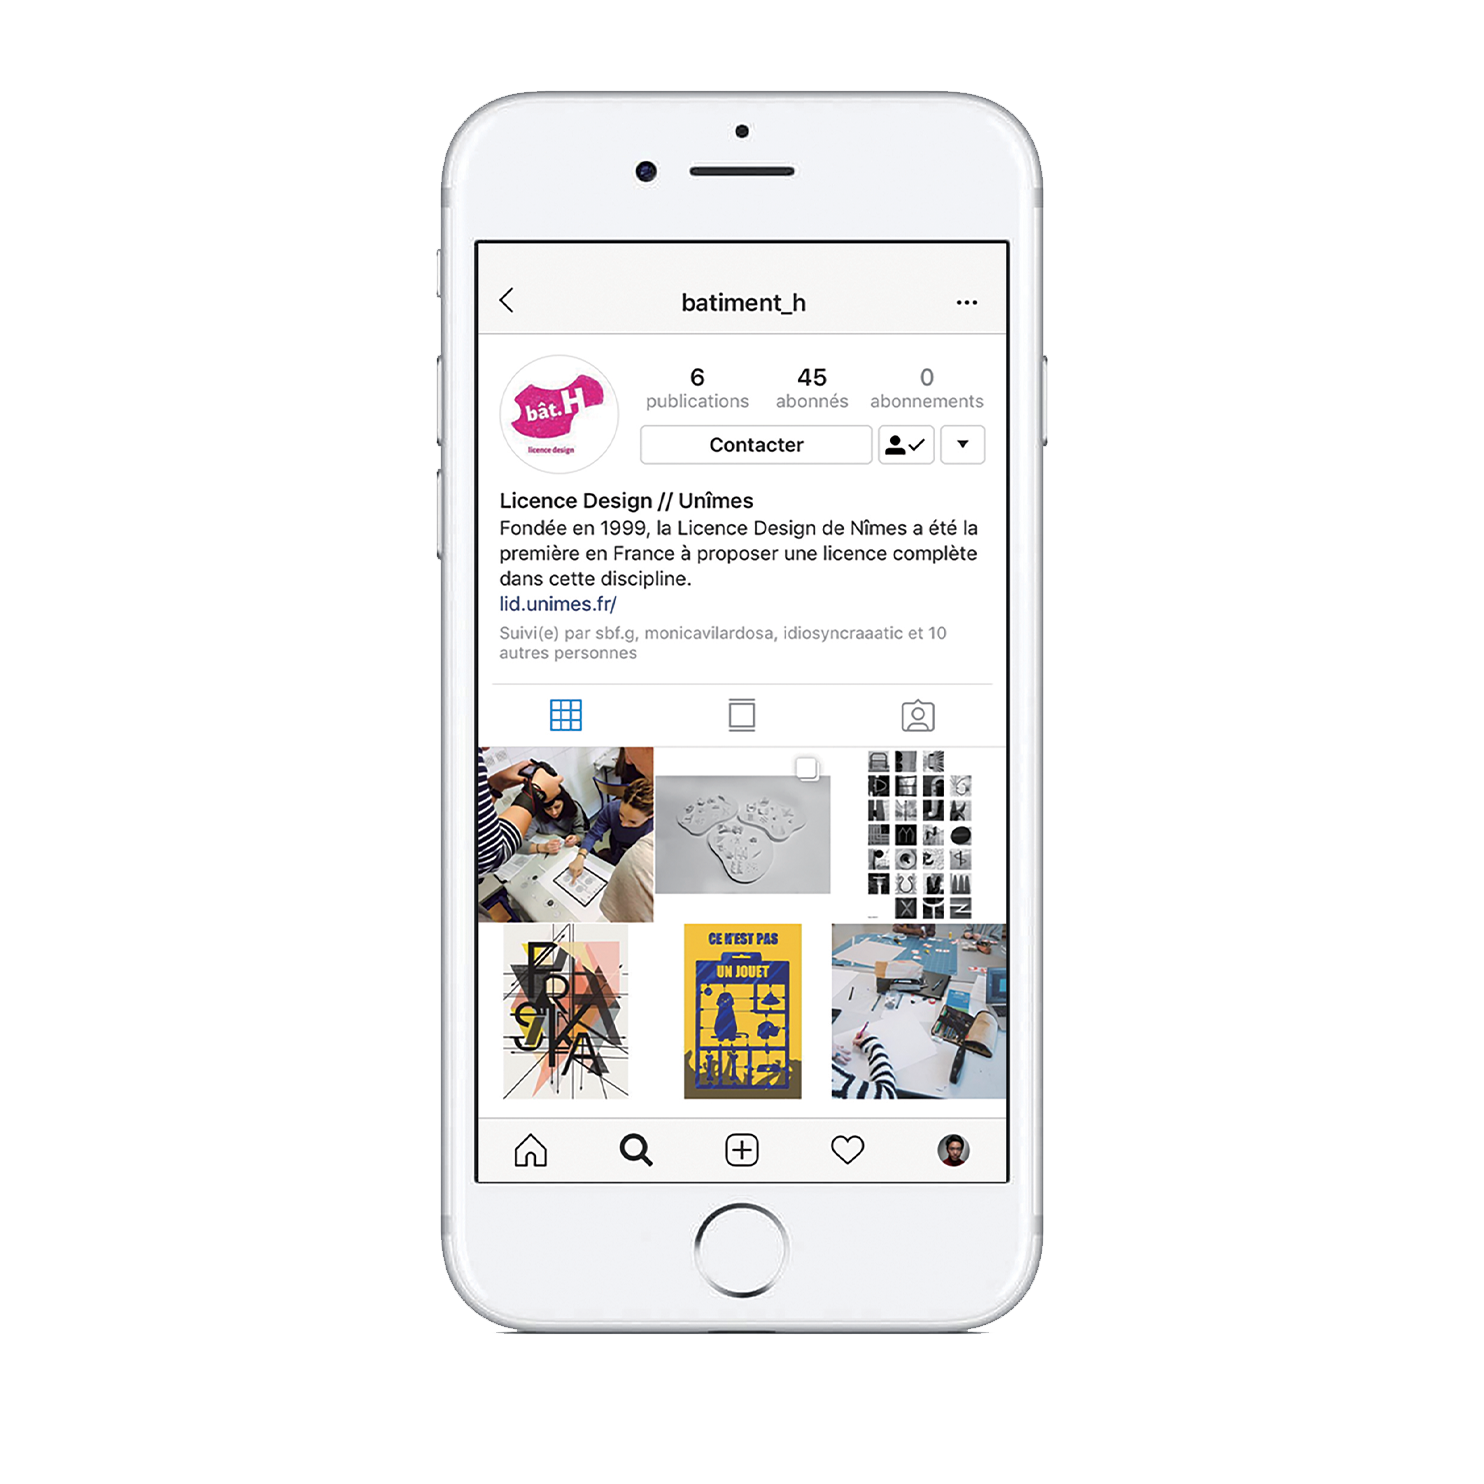 batiment_h
...
bât.H
licence design
6
publications
45
abonnés
0
abonnements
Contacter
Licence Design // Unîmes
Fondée en 1999, la Licence Design de Nîmes a été la
première en France à proposer une licence complète
dans cette discipline.
lid.unimes.fr/
Suivi(e) par sbf.g, monicavilardosa, idiosyncraaatic et 10
autres personnes
CE N'EST PAS
UN JOUET